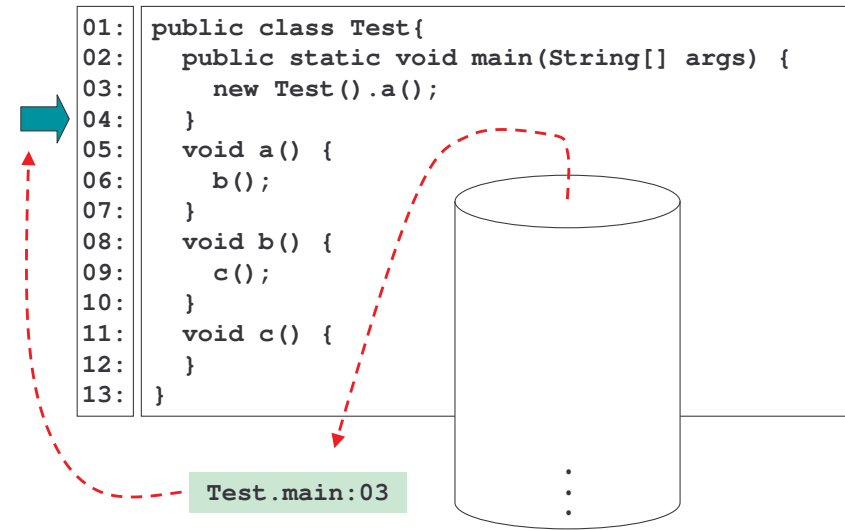 01: public class Test{
02:   public static void main(String[] args) {
03:     new Test().a();
04:   }
05:   void a() {
06:     b();
07:   }
08:   void b() {
09:     c();
10:   }
11:   void c() {
12:   }
13: }
Test.main:03